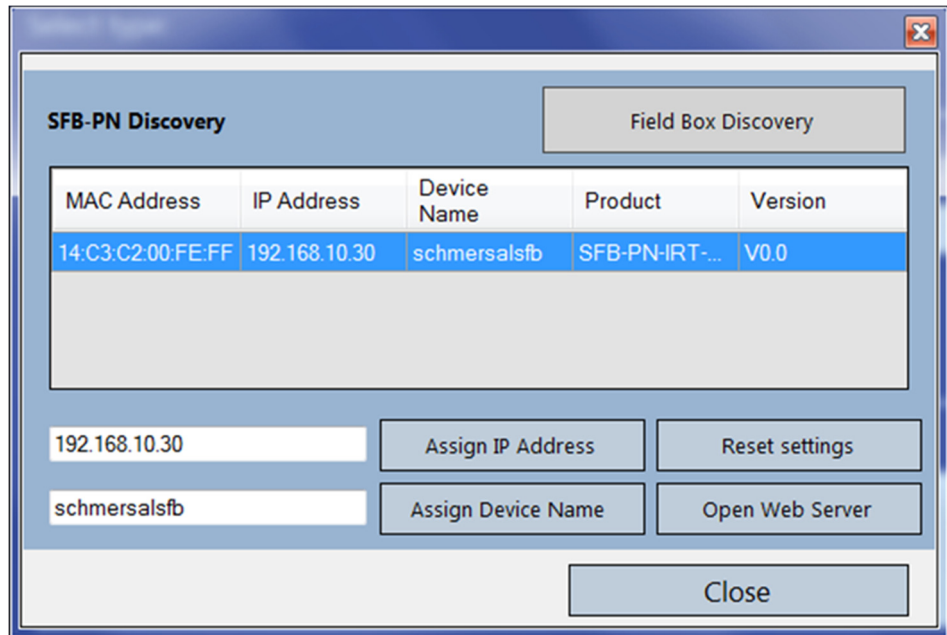 Select type:
SFB-PN Discovery
Field Box Discovery
MAC Address IP Address Device Name Product Version
14:C3:C2:00:FE:FF 192.168.10.30 schmersalsfb SFB-PN-IRT-... V0.0
192.168.10.30 Assign IP Address Reset settings
schmersalsfb Assign Device Name Open Web Server
Close